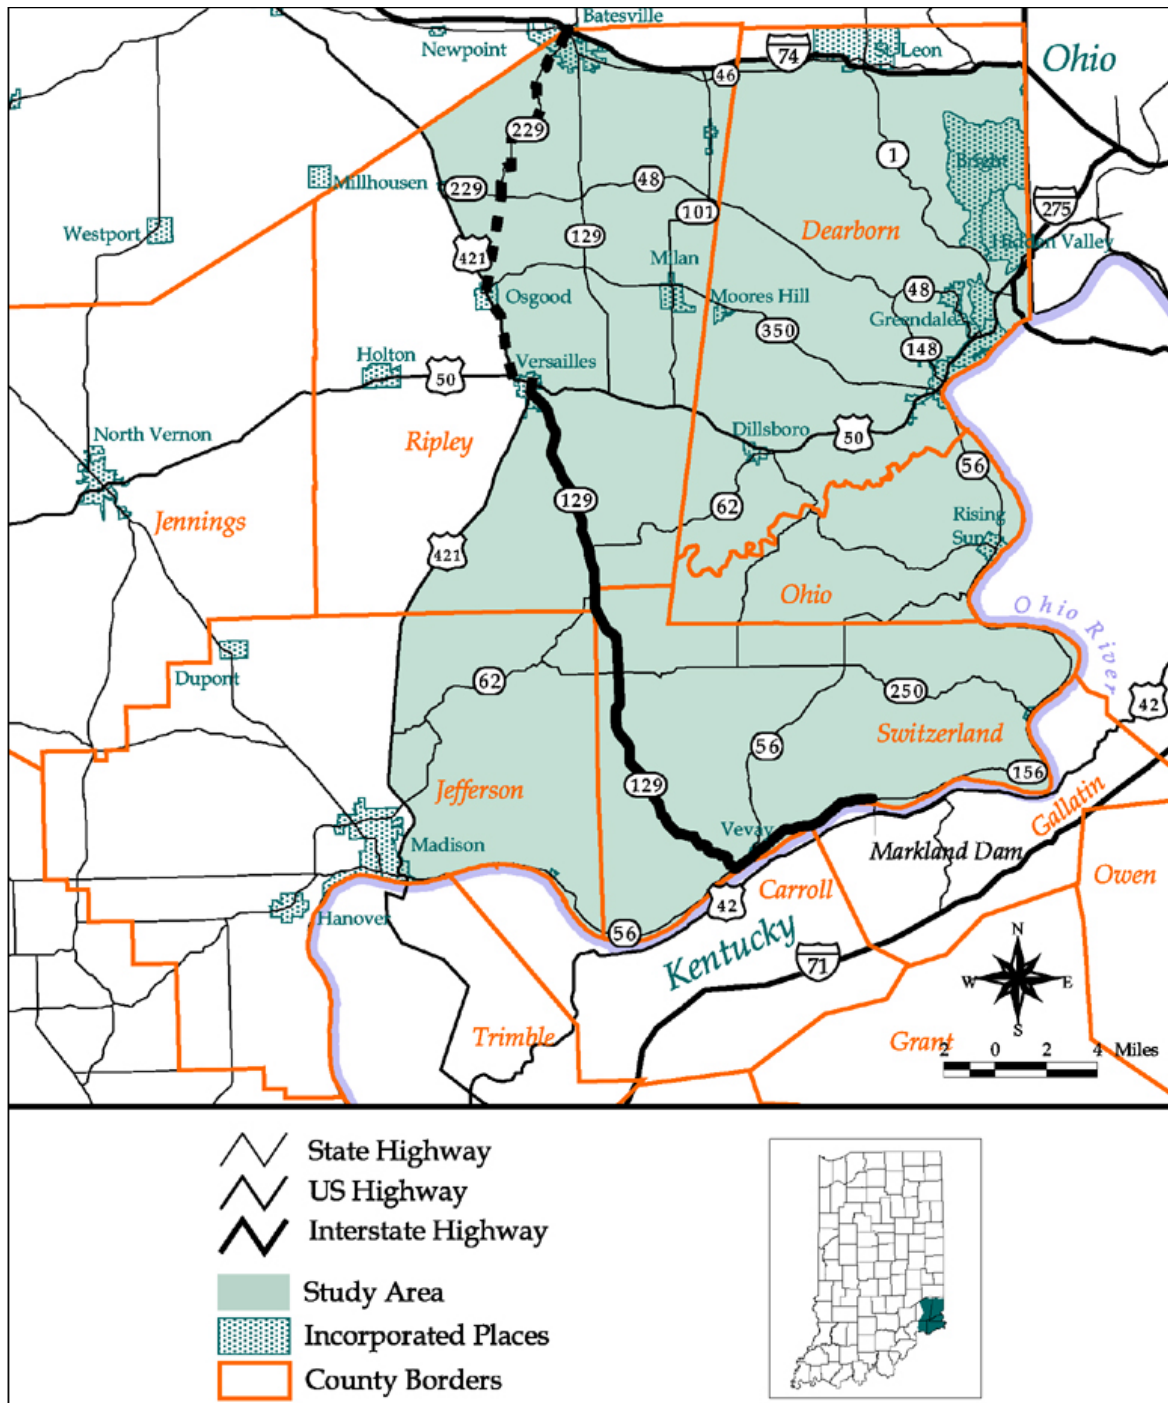 Batesville
Newpoint
74
St. Leon
Ohio
46
229
1
Bright
Millhousen
229
48
275
Westport
101
129
Dearborn
Hidden Valley
421
Milan
Osgood
Moores Hill
48
Greendale
350
148
Holton
Versailles
50
North Vernon
Ripley
Dillsboro
50
56
129
62
Rising
Sun
Jennings
421
Ohio
Ohio River
Dupont
62
250
42
Switzerland
56
156
Jefferson
129
Gallatin
Vevay
Madison
Markland Dam
Owen
Carroll
42
Hanover
56
Kentucky
71
N
W E
S
Trimble
Grant
2 0 2 4 Miles
State Highway
US Highway
Interstate Highway
Study Area
Incorporated Places
County Borders